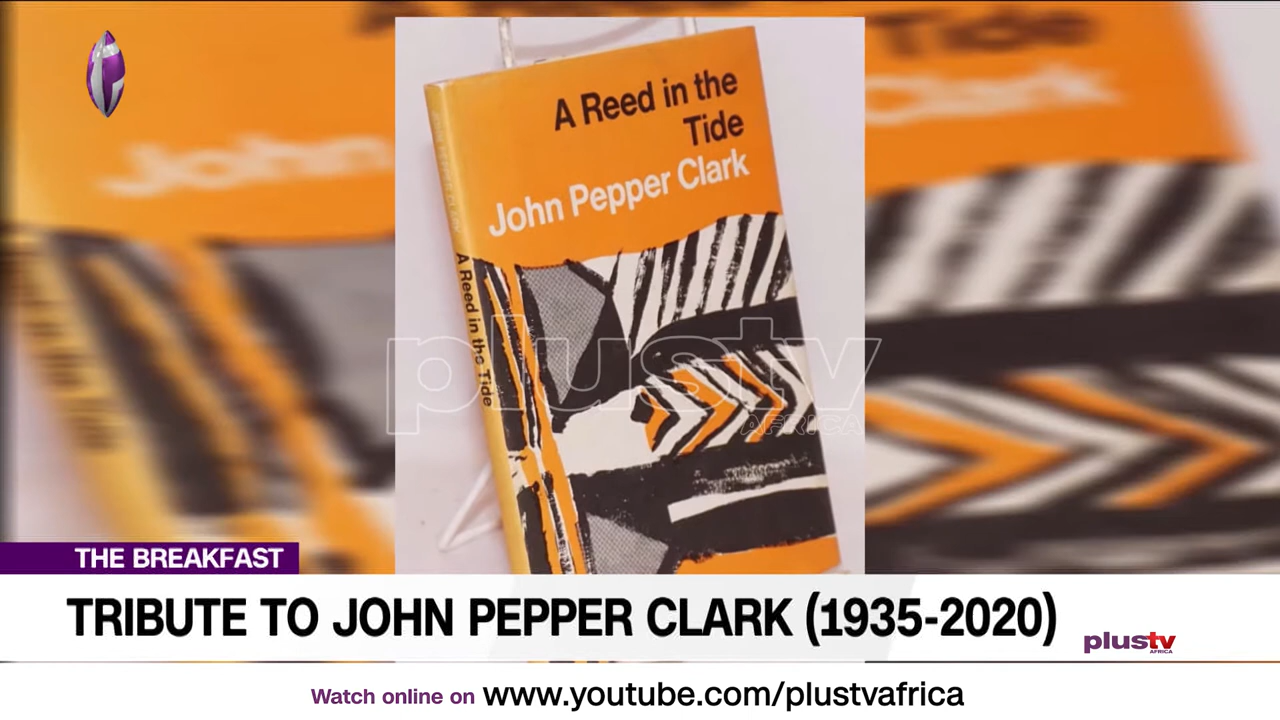 A Reed in the
Tide
John Pepper Clark
A Reed in the Tide
plustv
AFRICA
THE BREAKFAST
TRIBUTE TO JOHN PEPPER CLARK (1935-2020)
plustv
AFRICA
Watch online on www.youtube.com/plustvafrica